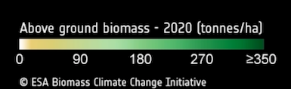 Above ground biomass - 2020 (tonnes/ha)
0 90 180 270 ≥350
© ESA Biomass Climate Change Initiative